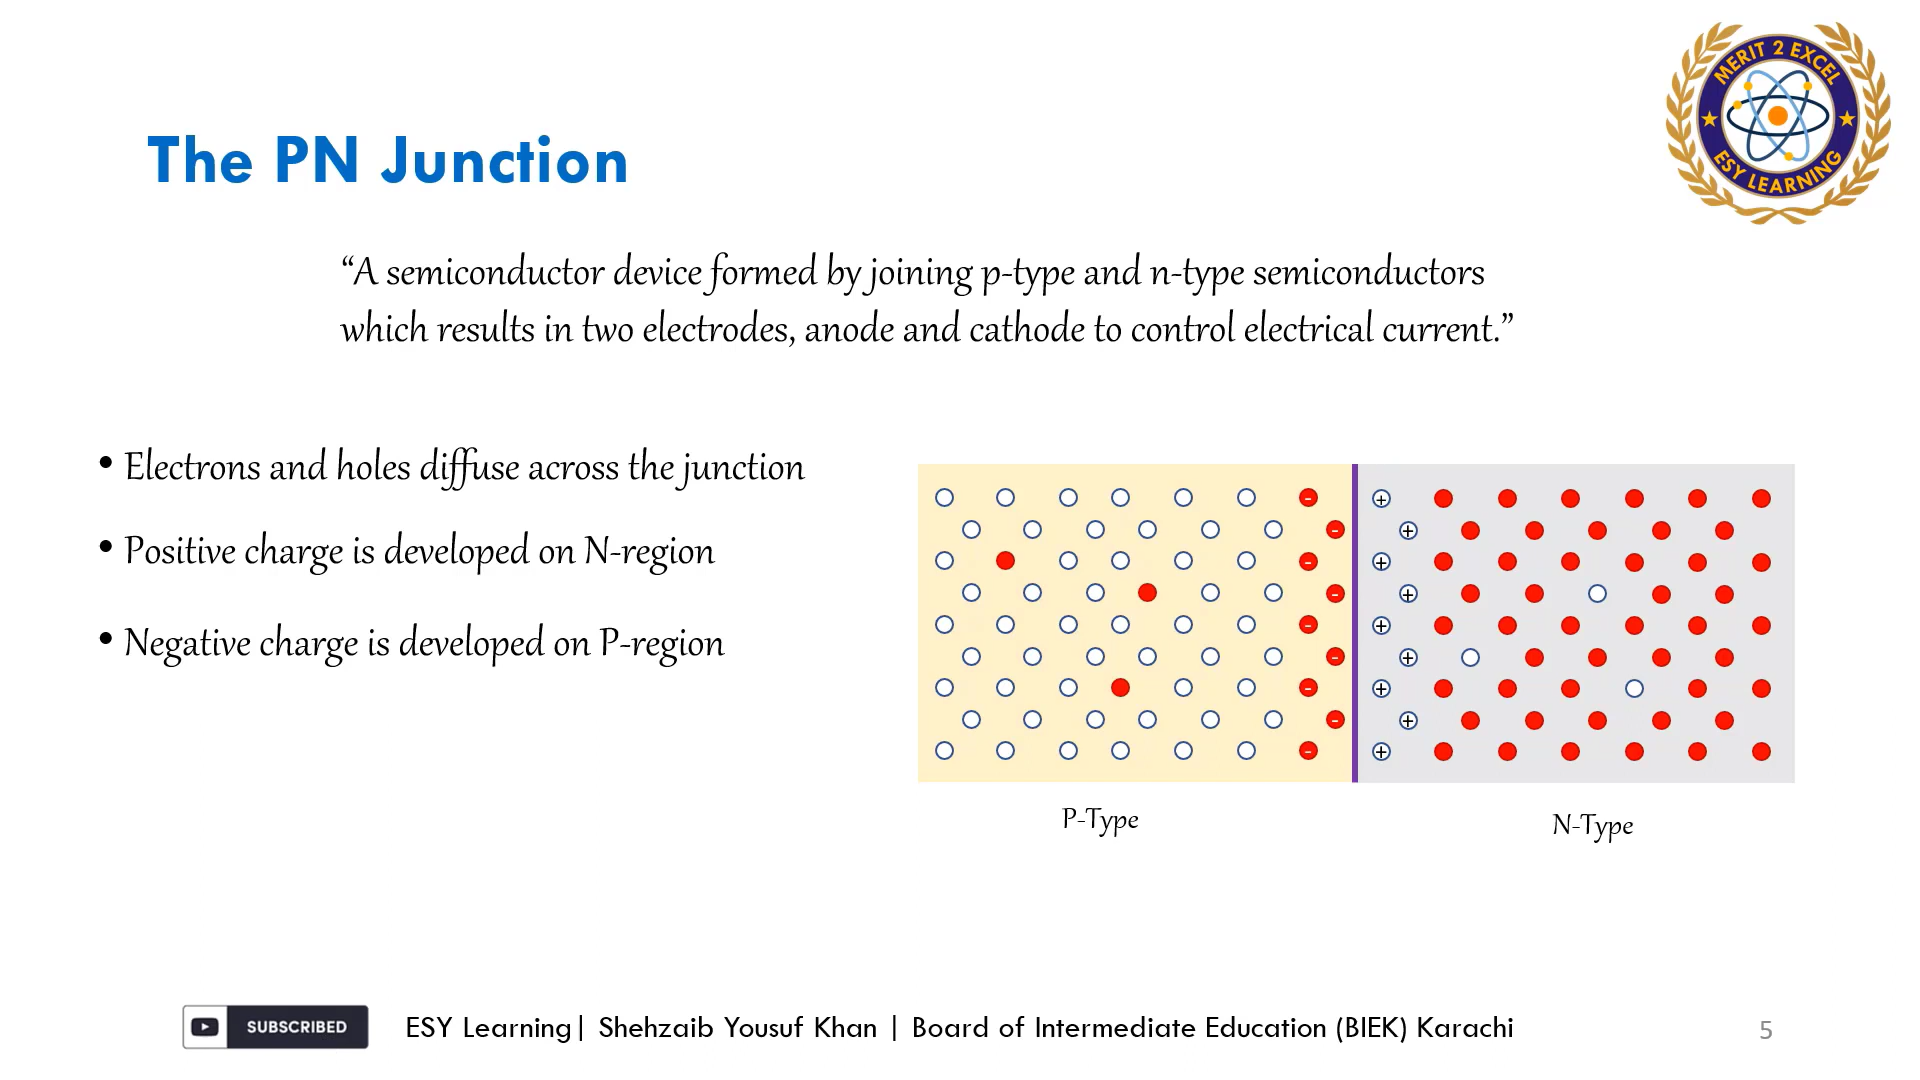 MERIT 2 EXCEL
ESY LEARNING
The PN Junction
“A semiconductor device formed by joining p-type and n-type semiconductors
which results in two electrodes, anode and cathode to control electrical current.”
• Electrons and holes diffuse across the junction
• Positive charge is developed on N-region
• Negative charge is developed on P-region
P-Type
N-Type
SUBSCRIBED
ESY Learning| Shehzaib Yousuf Khan | Board of Intermediate Education (BIEK) Karachi
5